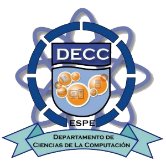 DECC
ESPE
DEPARTAMENTO DE
CIENCIAS DE LA COMPUTACIÓN